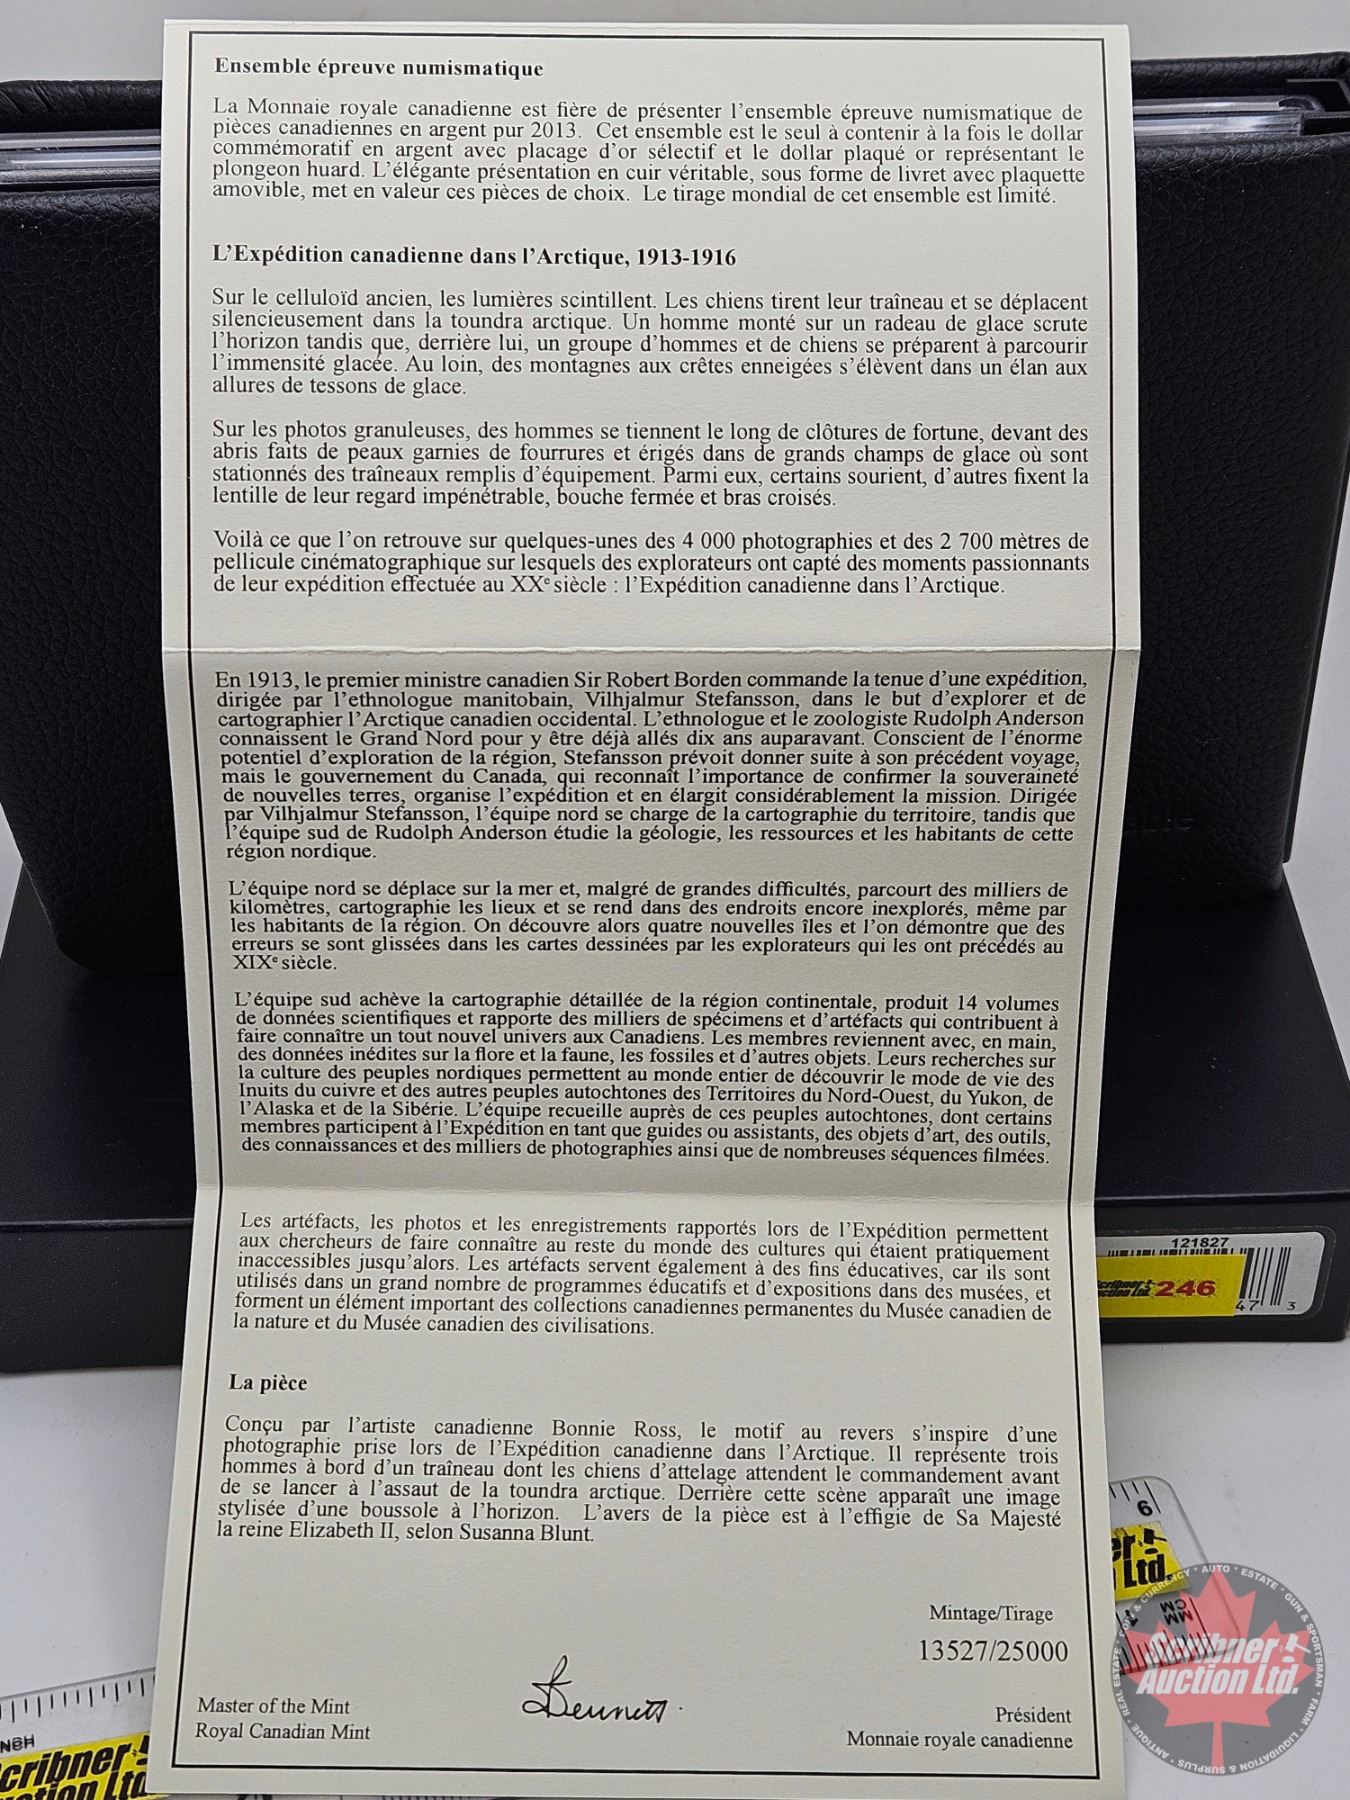 Ensemble épreuve numismatique
La Monnaie royale canadienne est fière de présenter l'ensemble épreuve numismatique de
pièces canadiennes en argent pur 2013. Cet ensemble est le seul à contenir à la fois le dollar
commémoratif en argent avec placage d'or sélectif et le dollar plaqué or représentant le
plongeon huard. L'élégante présentation en cuir véritable, sous forme de livret avec plaquette
amovible, met en valeur ces pièces de choix. Le tirage mondial de cet ensemble est limité.
L'Expédition canadienne dans l'Arctique, 1913-1916
Sur le celluloïd ancien, les lumières scintillent. Les chiens tirent leur traîneau et se déplacent
silencieusement dans la toundra arctique. Un homme monté sur un radeau de glace scrute
l'horizon tandis que, derrière lui, un groupe d'hommes et de chiens se préparent à parcourir
l'immensité glacée. Au loin, des montagnes aux crêtes enneigées s'élèvent dans un élan aux
allures de tessons de glace.
Sur les photos granuleuses, des hommes se tiennent le long de clôtures de fortune, devant des
abris faits de peaux garnies de fourrures et érigés dans de grands champs de glace où sont
stationnés des traîneaux remplis d'équipement. Parmi eux, certains sourient, d'autres fixent la
lentille de leur regard impénétrable, bouche fermée et bras croisés.
Voilà ce que l'on retrouve sur quelques-unes des 4 000 photographies et des 2 700 mètres de
pellicule cinématographique sur lesquels des explorateurs ont capté des moments passionnants
de leur expédition effectuée au XXe siècle : l'Expédition canadienne dans l'Arctique.
En 1913, le premier ministre canadien Sir Robert Borden commande la tenue d'une expédition,
dirigée par l'ethnologue manitobain, Vilhjalmur Stefansson, dans le but d'explorer et de
cartographier l'Arctique canadien occidental. L'ethnologue et le zoologiste Rudolph Anderson
connaissent le Grand Nord pour y être déjà allés dix ans auparavant. Conscient de l'énorme
potentiel d'exploration de la région, Stefansson prévoit donner suite à son précédent voyage,
mais le gouvernement du Canada, qui reconnaît l'importance de confirmer la souveraineté
de nouvelles terres, organise l'expédition et en élargit considérablement la mission. Dirigée
par Vilhjalmur Stefansson, l'équipe nord se charge de la cartographie du territoire, tandis que
l'équipe sud de Rudolph Anderson étudie la géologie, les ressources et les habitants de cette
région nordique.
L'équipe nord se déplace sur la mer et, malgré de grandes difficultés, parcourt des milliers de
kilomètres, cartographie les lieux et se rend dans des endroits encore inexplorés, même par
les habitants de la région. On découvre alors quatre nouvelles îles et l'on démontre que des
erreurs se sont glissées dans les cartes dessinées par les explorateurs qui les ont précédés au
XIXe siècle.
L'équipe sud achève la cartographie détaillée de la région continentale, produit 14 volumes
de données scientifiques et rapporte des milliers de spécimens et d'artéfacts qui contribuent à
faire connaître un tout nouvel univers aux Canadiens. Les membres reviennent avec, en main,
des données inédites sur la flore et la faune, les fossiles et d'autres objets. Leurs recherches sur
la culture des peuples nordiques permettent au monde entier de découvrir le mode de vie des
Inuits du cuivre et des autres peuples autochtones des Territoires du Nord-Ouest, du Yukon, de
l'Alaska et de la Sibérie. L'équipe recueille auprès de ces peuples autochtones, dont certains
membres participent à l'Expédition en tant que guides ou assistants, des objets d'art, des outils,
des connaissances et des milliers de photographies ainsi que de nombreuses séquences filmées.
Les artéfacts, les photos et les enregistrements rapportés lors de l'Expédition permettent
aux chercheurs de faire connaître au reste du monde des cultures qui étaient pratiquement
inaccessibles jusqu'alors. Les artéfacts servent également à des fins éducatives, car ils sont
utilisés dans un grand nombre de programmes éducatifs et d'expositions dans des musées, et
forment un élément important des collections canadiennes permanentes du Musée canadien de
la nature et du Musée canadien des civilisations.
La pièce
Conçu par l'artiste canadienne Bonnie Ross, le motif au revers s'inspire d'une
photographie prise lors de l'Expédition canadienne dans l'Arctique. Il représente trois
hommes à bord d'un traîneau dont les chiens d'attelage attendent le commandement avant
de se lancer à l'assaut de la toundra arctique. Derrière cette scène apparaît une image
stylisée d'une boussole à l'horizon. L'avers de la pièce est à l'effigie de Sa Majesté
la reine Elizabeth II, selon Susanna Blunt.
Mintage/Tirage
13527/25000
Bennett
Master of the Mint
Royal Canadian Mint
Président
Monnaie royale canadienne
121827
246
47 3
6
MM
CM
Scribner
Auction Ltd.
AUTO · ESTATE · GUN & SPORTSMAN · FARM · LIQUIDATION & SURPLUS · ANTIQUE · REAL ESTATE · COIN & CURRENCY